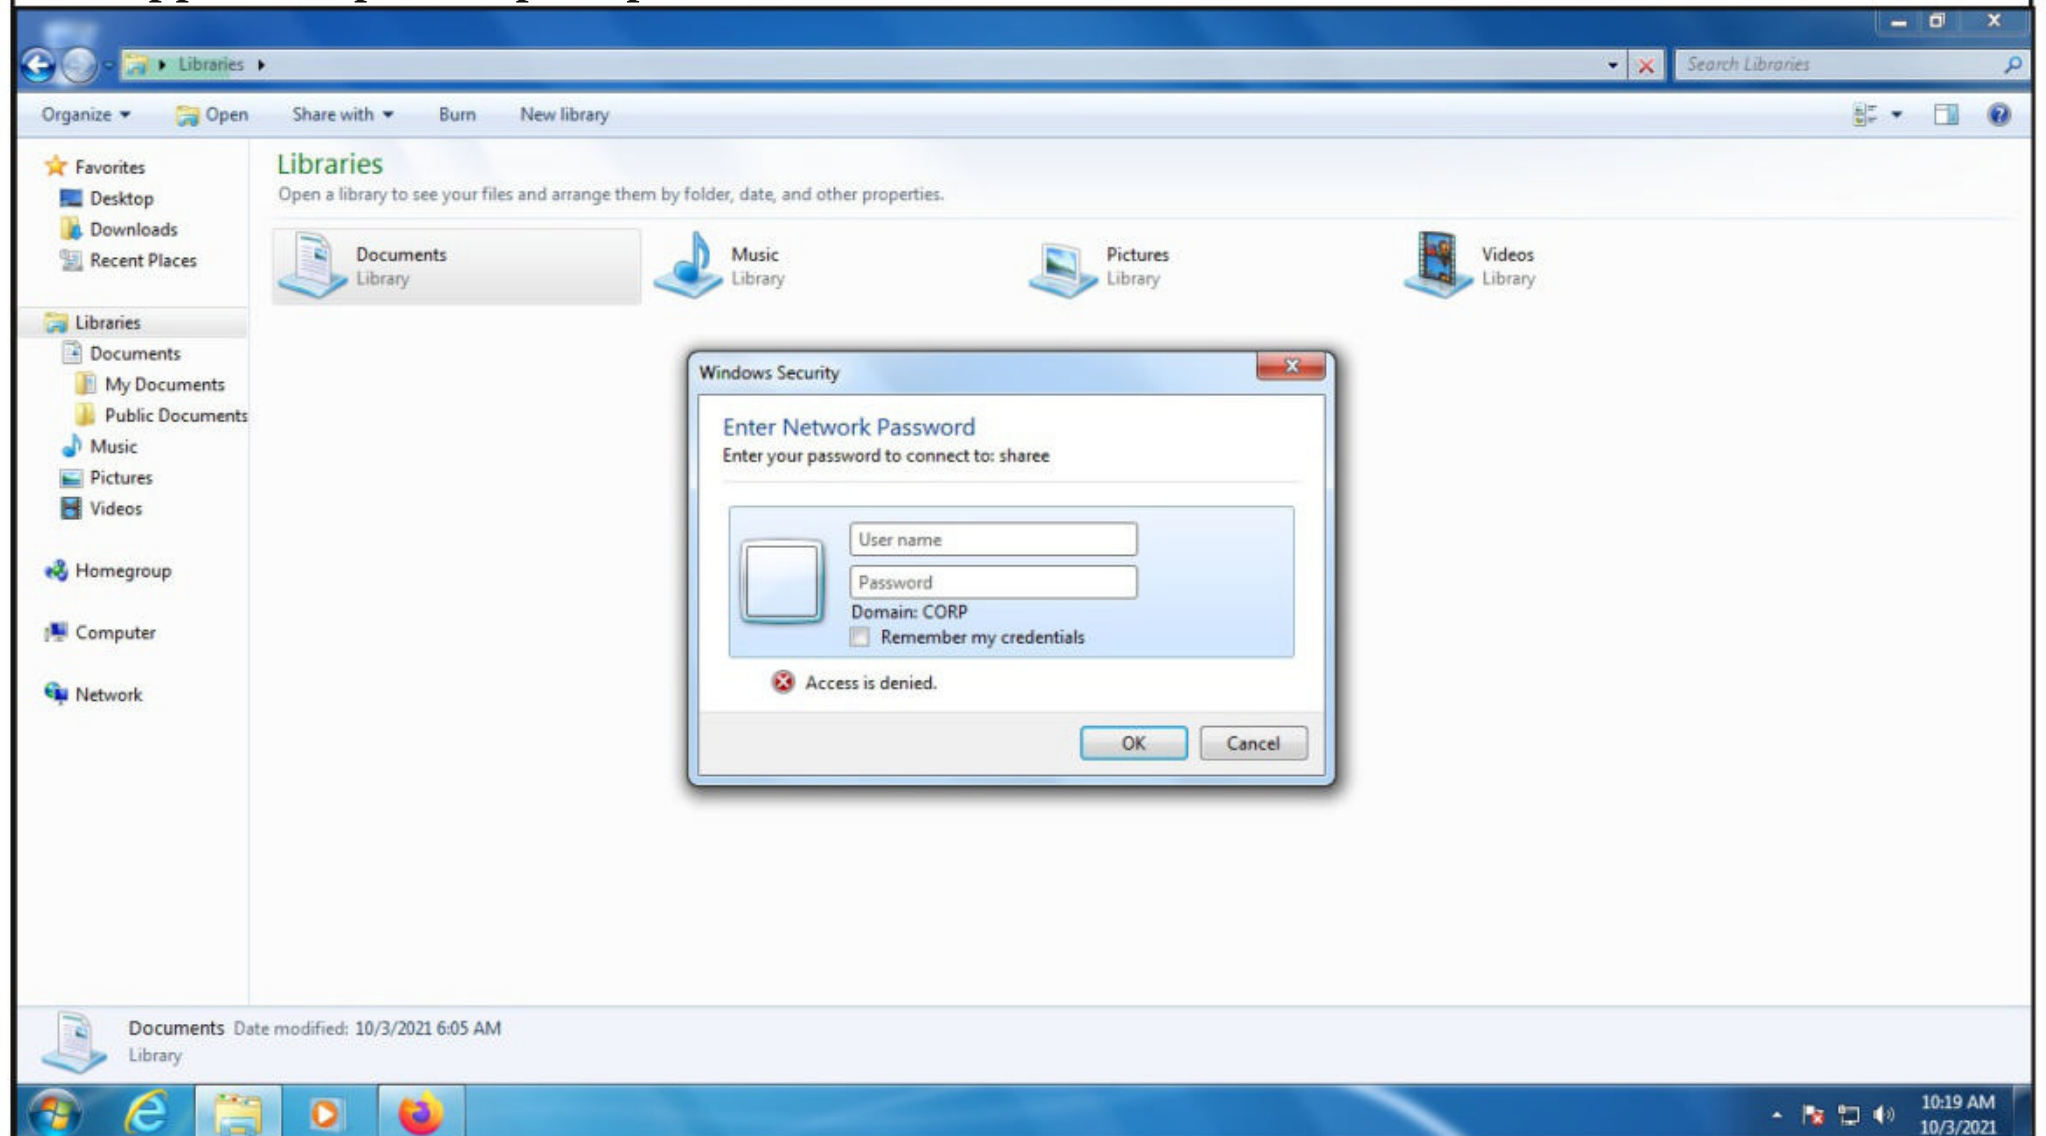 Libraries
Search Libraries
Organize
Open
Share with
Burn
New library
Favorites
Desktop
Downloads
Recent Places
Libraries
Documents
My Documents
Public Documents
Music
Pictures
Videos
Homegroup
Computer
Network
Libraries
Open a library to see your files and arrange them by folder, date, and other properties.
Documents
Library
Music
Library
Pictures
Library
Videos
Library
Windows Security
Enter Network Password
Enter your password to connect to: sharee
User name
Password
Domain: CORP
Remember my credentials
Access is denied.
OK
Cancel
Documents Date modified: 10/3/2021 6:05 AM
Library
10:19 AM
10/3/2021